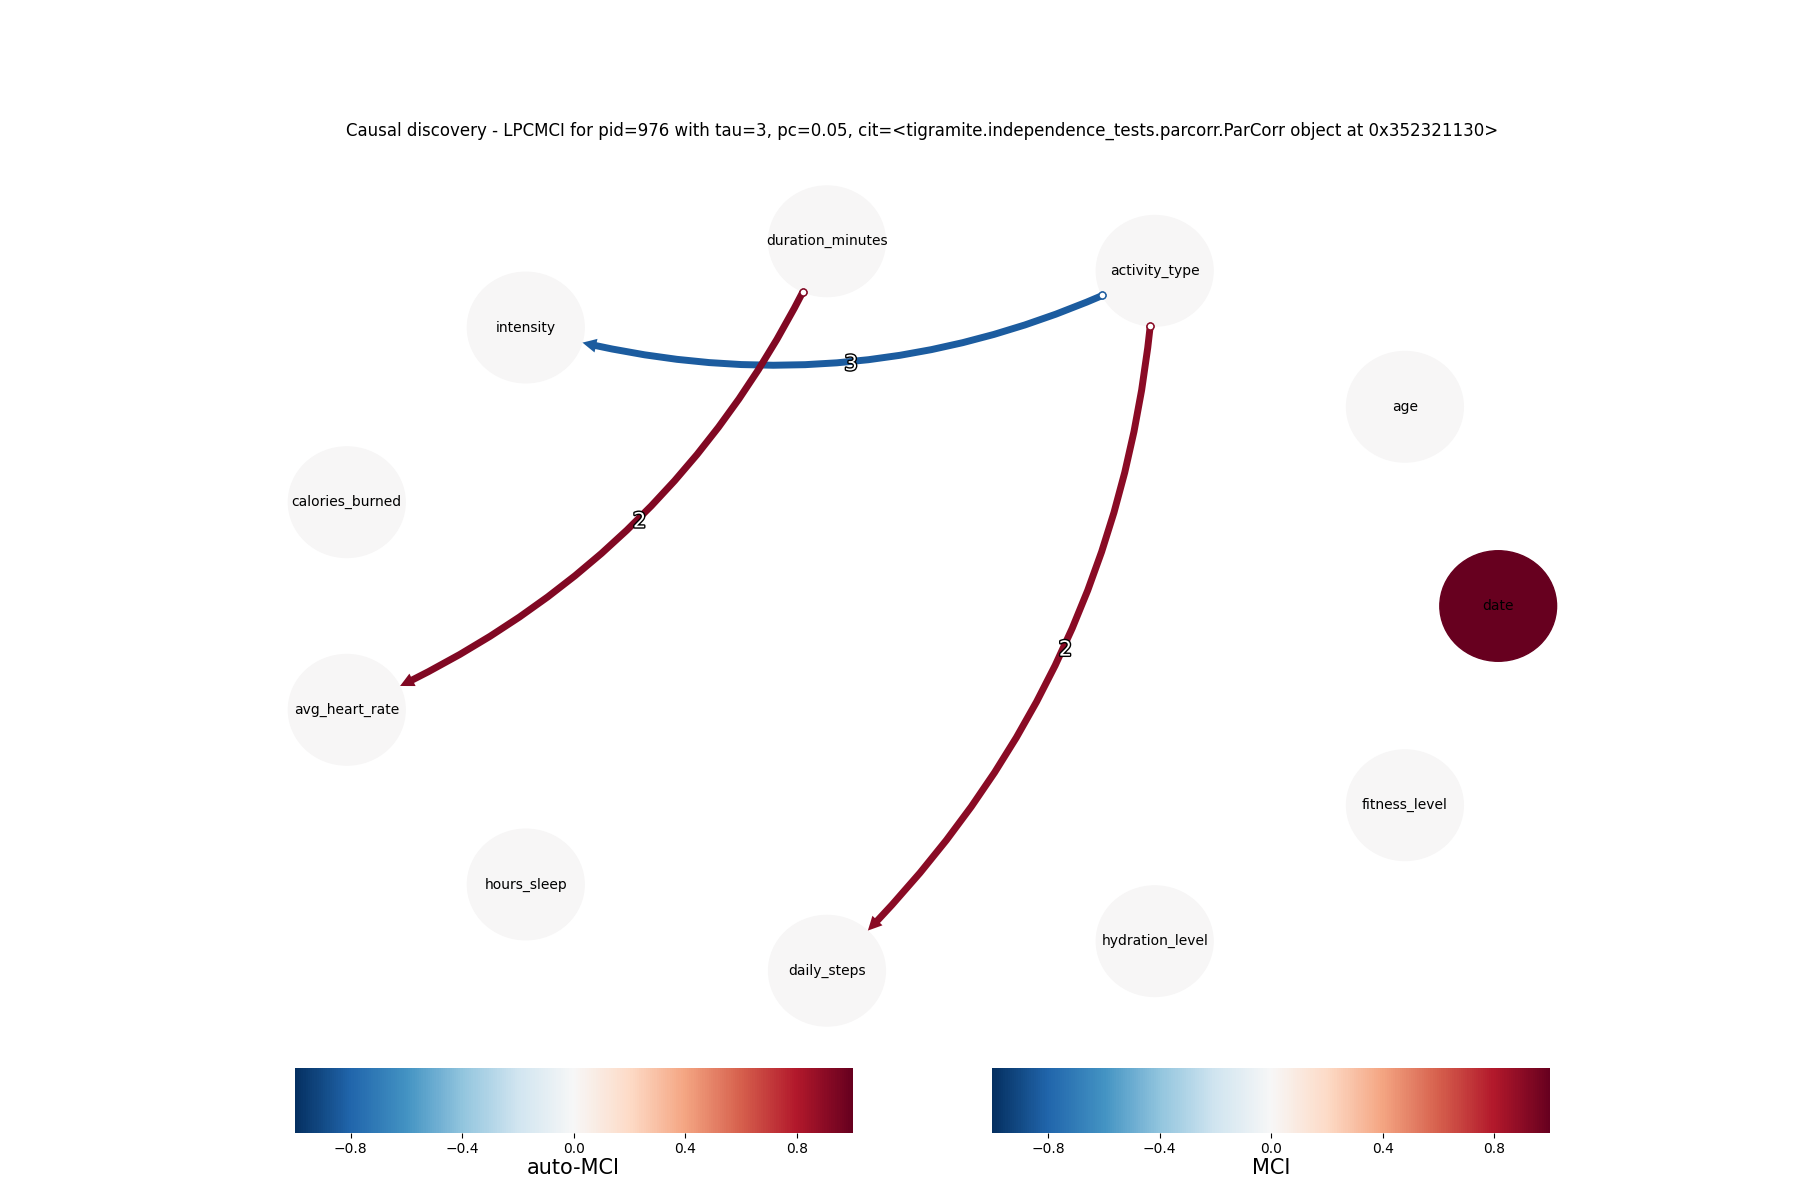 Causal discovery - LPCMCI for pid=976 with tau=3, pc=0.05, cit=<tigramite.independence_tests.parcorr.ParCorr object at 0x352321130>
duration_minutes
activity_type
intensity
3
age
calories_burned
2
date
2
avg_heart_rate
fitness_level
hours_sleep
hydration_level
daily_steps
−0.8 −0.4 0.0 0.4 0.8
auto-MCI
−0.8 −0.4 0.0 0.4 0.8
MCI